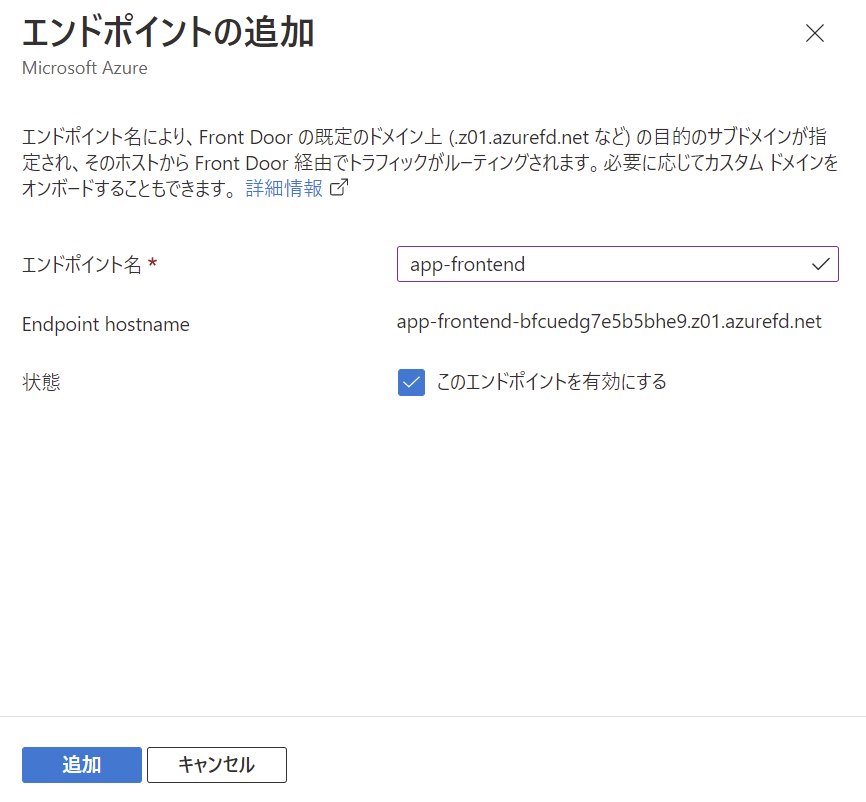 エンドポイントの追加
Microsoft Azure
エンドポイント名により、Front Door の既定のドメイン上 (.z01.azurefd.net など) の目的のサブドメインが指
定され、そのホストから Front Door 経由でトラフィックがルーティングされます。必要に応じてカスタム ドメインを
オンボードすることもできます。 詳細情報
エンドポイント名 *
app-frontend
Endpoint hostname
app-frontend-bfcuedg7e5b5bhe9.z01.azurefd.net
状態
このエンドポイントを有効にする
追加
キャンセル